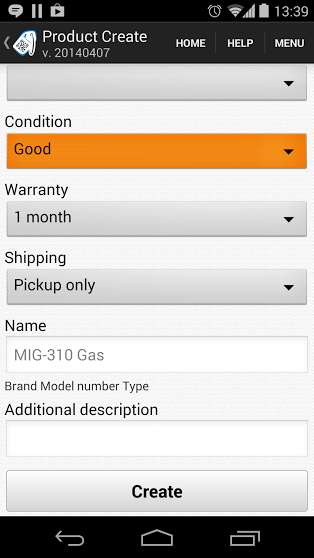 13:39
Product Create
v. 20140407
HOME
HELP
MENU
Condition
Good
Warranty
1 month
Shipping
Pickup only
Name
MIG-310 Gas
Brand Model number Type
Additional description
Create